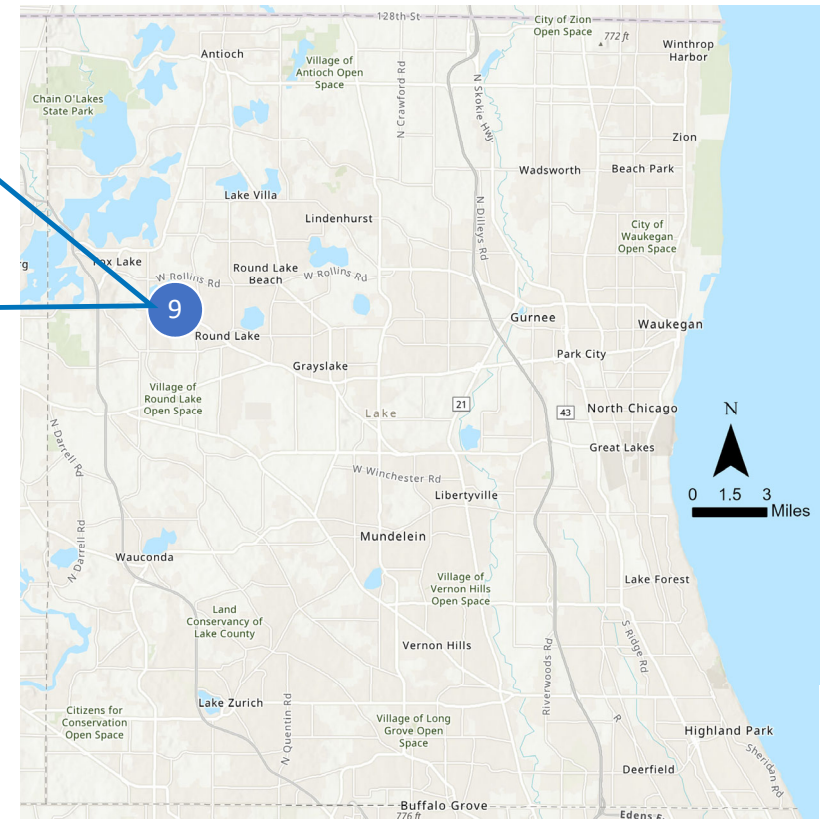 128th St
City of Zion
Open Space
772 ft
Winthrop
Harbor
Antioch
Village of
Antioch Open
Space
N Crawford Rd
N Skokie Hwy
Chain O'Lakes
State Park
Zion
Wadsworth
Beach Park
Lake Villa
Lindenhurst
N Dilleys Rd
City of
Waukegan
Open Space
rg
Fox Lake
W Rollins Rd
Round Lake
Beach
W Rollins Rd
9
Gurnee
Waukegan
Round Lake
Park City
Grayslake
Village of
Round Lake
Open Space
Lake
21
43
North Chicago
N
N Darrell Rd
Great Lakes
W Winchester Rd
Libertyville
0 1.5 3
Miles
Mundelein
N Darrell Rd
Wauconda
Village of
Vernon Hills
Open Space
Lake Forest
Land
Conservancy of
Lake County
Vernon Hills
S Ridge Rd
Riverwoods Rd
Lake Zurich
N Quentin Rd
Citizens for
Conservation
Open Space
Village of Long
Grove Open
Space
R
Highland Park
Sheridan Rd
Deerfield
Buffalo Grove
776 ft